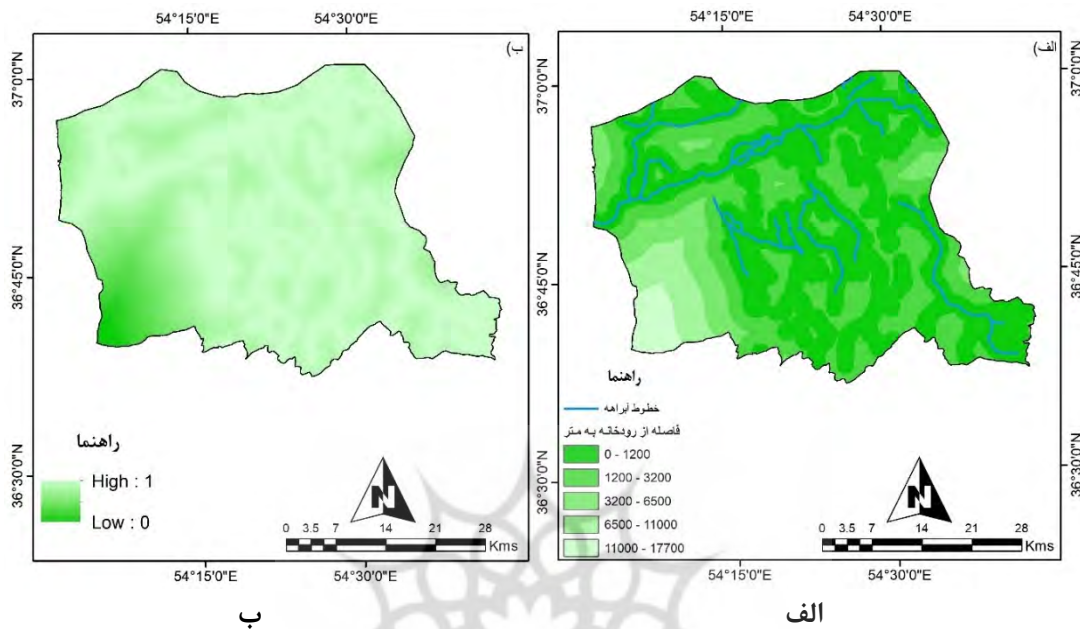 54°15'0"E 54°30'0"E
الف)
37°0'0"N 37°0'0"N
36°45'0"N 36°45'0"N
36°30'0"N 36°30'0"N
راهنما
خطوط آبراهه
فاصله از رودخانه به متر
0 - 1200
1200 - 3200
3200 - 6500
6500 - 11000
11000 - 17700
N
0 3.5 7 14 21 28
Kms
54°15'0"E 54°30'0"E
الف
54°15'0"E 54°30'0"E
ب)
37°0'0"N
36°45'0"N
36°30'0"N
راهنما
High : 1
Low : 0
N
0 3.5 7 14 21 28
Kms
54°15'0"E 54°30'0"E
ب